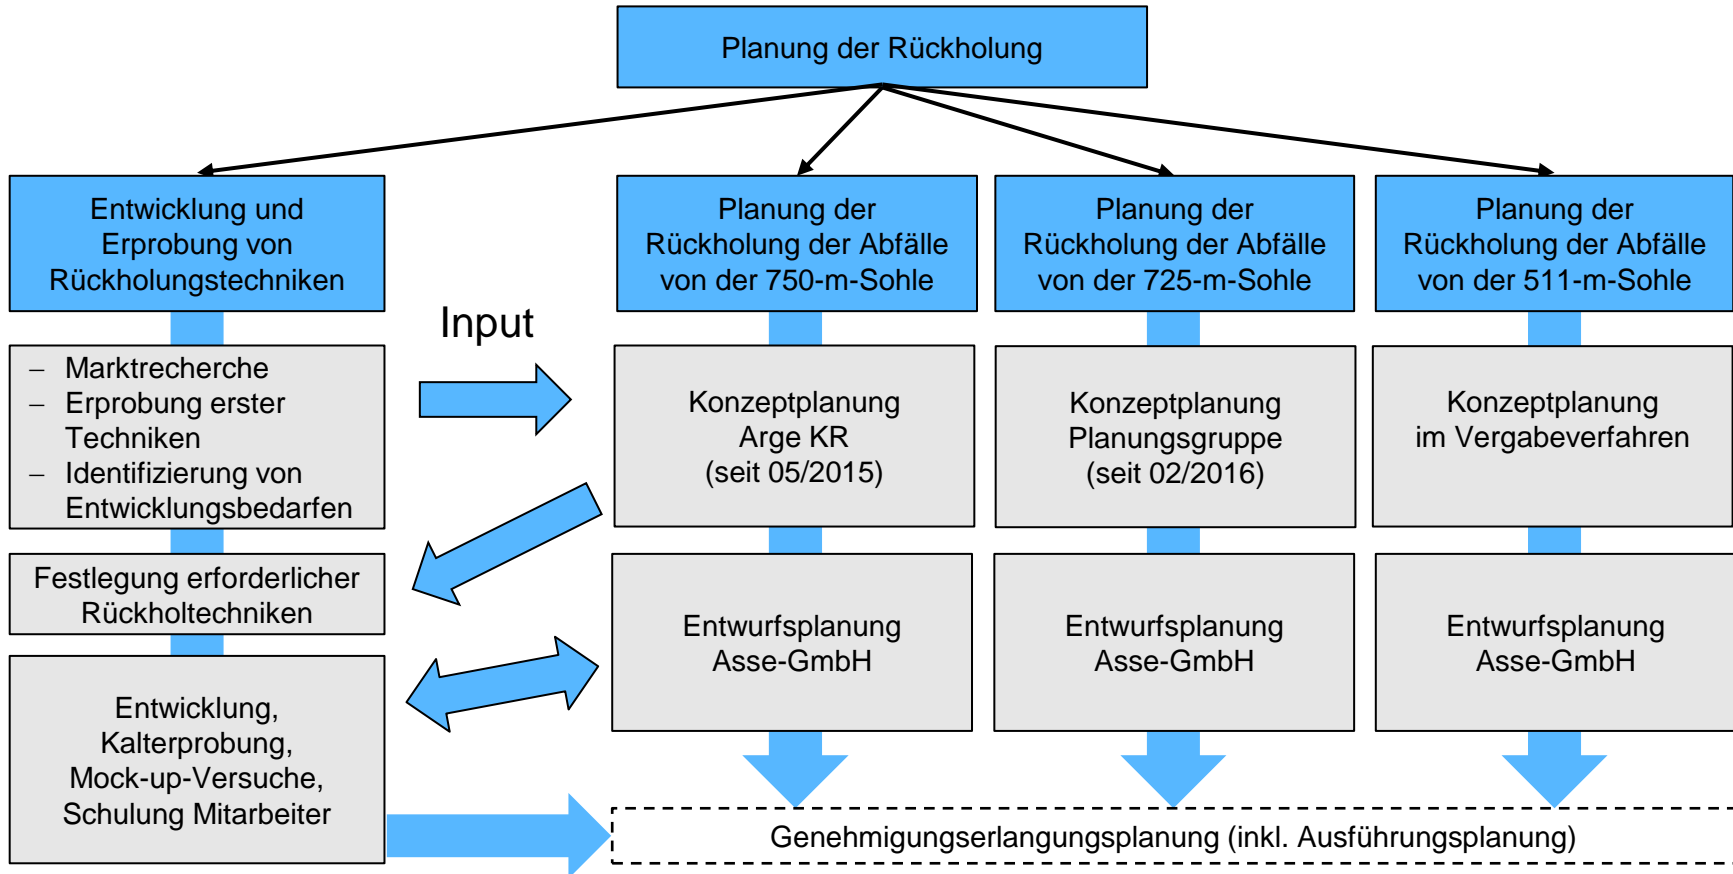 Planung der Rückholung
Entwicklung und
Erprobung von
Rückholungstechniken
Planung der
Rückholung der Abfälle
von der 750-m-Sohle
Planung der
Rückholung der Abfälle
von der 725-m-Sohle
Planung der
Rückholung der Abfälle
von der 511-m-Sohle
– Marktrecherche
– Erprobung erster
Techniken
– Identifizierung von
Entwicklungsbedarfen
Input
Konzeptplanung
Arge KR
(seit 05/2015)
Konzeptplanung
Planungsgruppe
(seit 02/2016)
Konzeptplanung
im Vergabeverfahren
Festlegung erforderlicher
Rückholtechniken
Entwurfsplanung
Asse-GmbH
Entwurfsplanung
Asse-GmbH
Entwurfsplanung
Asse-GmbH
Entwicklung,
Kalterprobung,
Mock-up-Versuche,
Schulung Mitarbeiter
Genehmigungserlangungsplanung (inkl. Ausführungsplanung)